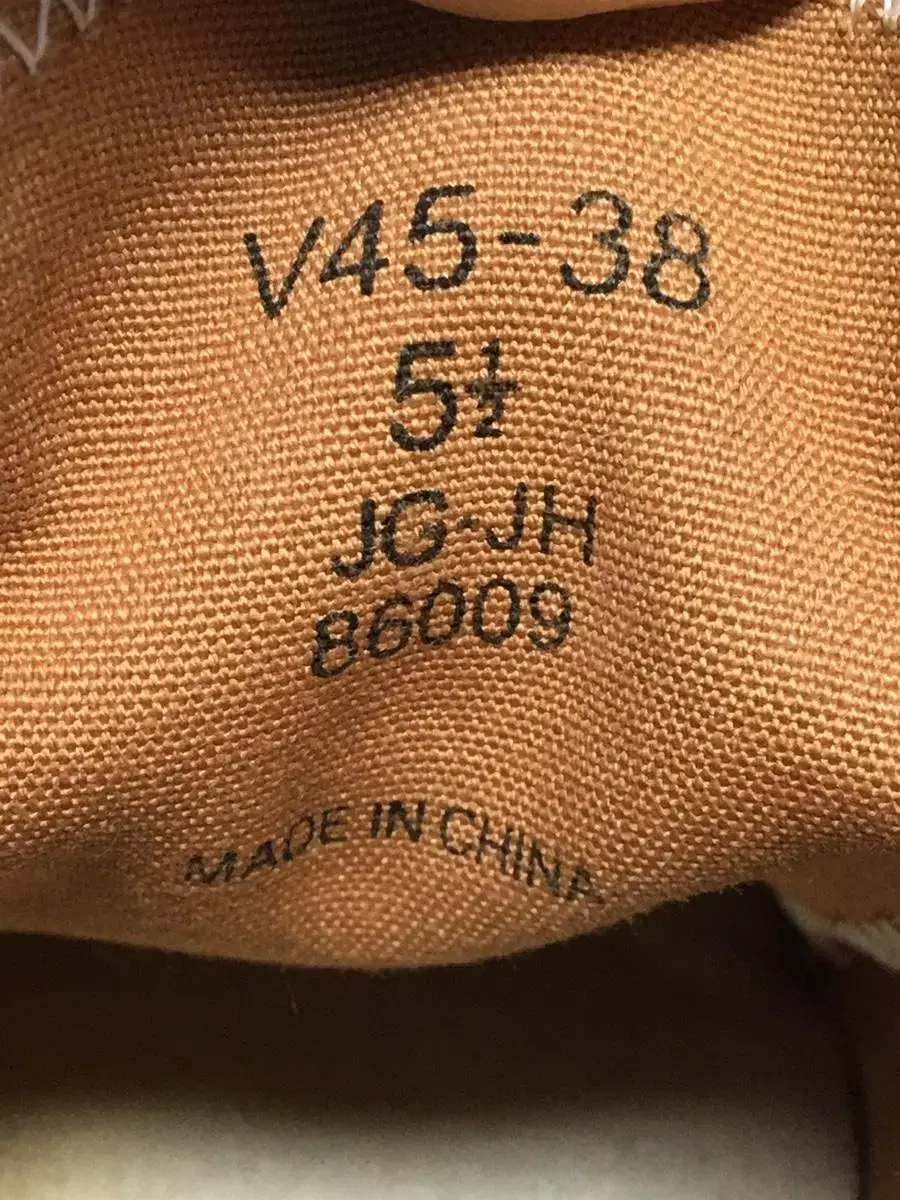 V45-38
5½
JG-JH
86009
MADE IN CHINA